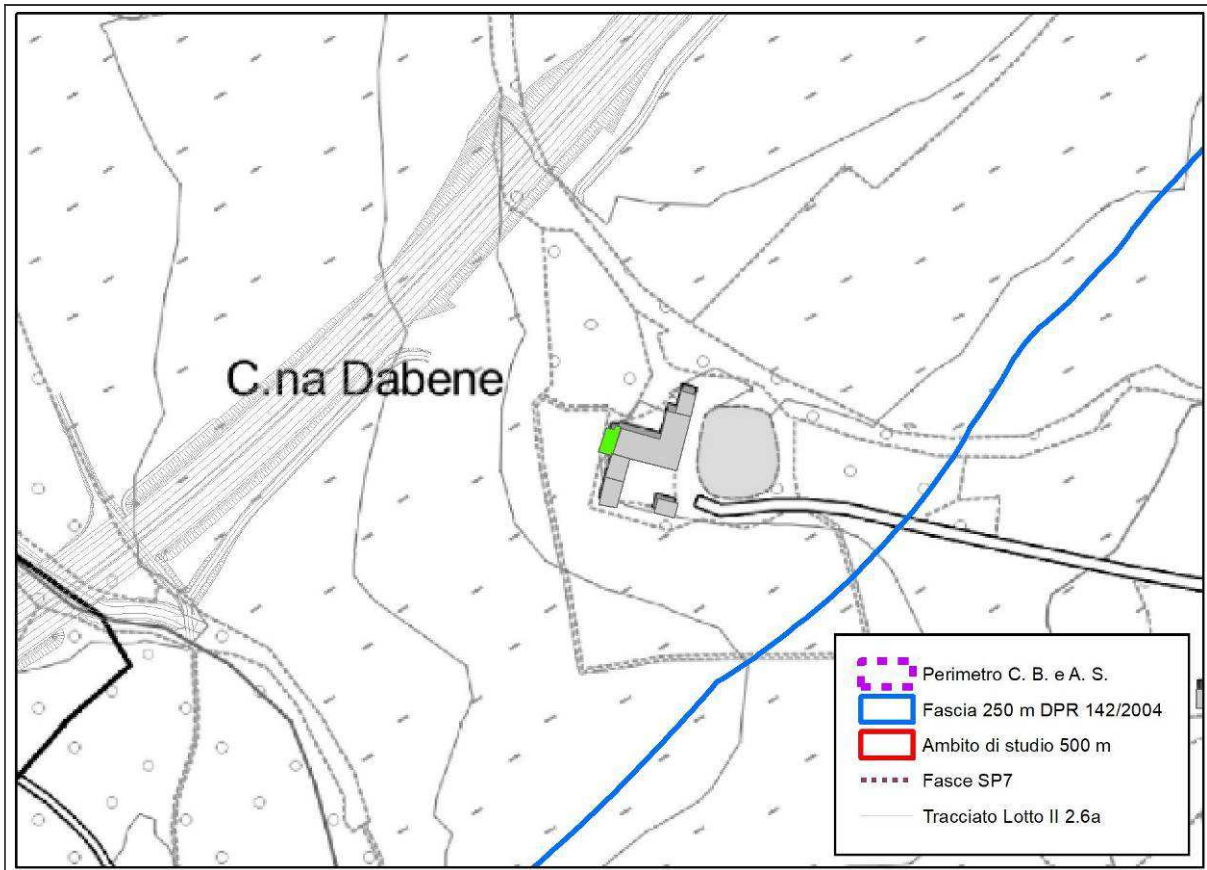 C.na Dabene
Perimetro C. B. e A. S.
Fascia 250 m DPR 142/2004
Ambito di studio 500 m
Fasce SP7
Tracciato Lotto II 2.6a